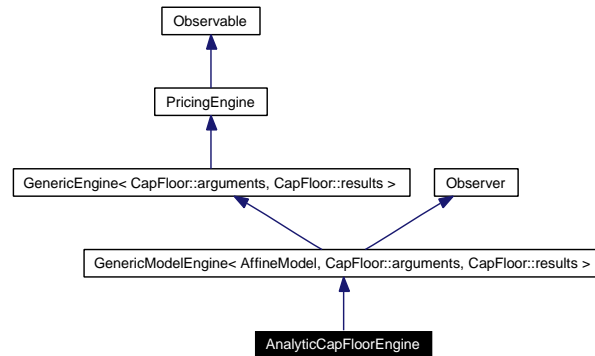 Observable
PricingEngine
GenericEngine< CapFloor::arguments, CapFloor::results >
Observer
GenericModelEngine< AffineModel, CapFloor::arguments, CapFloor::results >
AnalyticCapFloorEngine